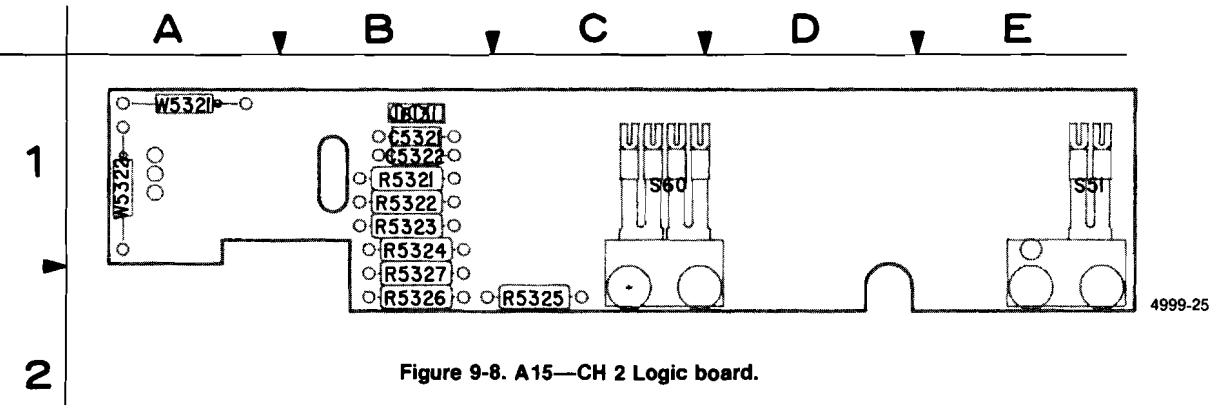 A B C D E
1
W5321
C5321
C5322
W5322
R5321
S60
S51
R5322
R5323
R5324
R5327
R5326
R5325
4999-25
2
Figure 9-8. A15—CH 2 Logic board.